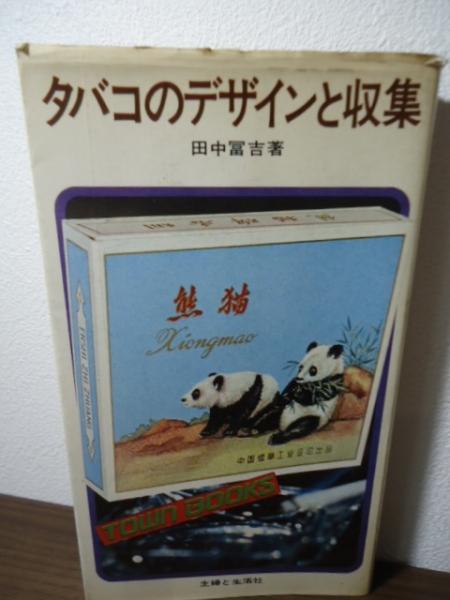 タバコのデザインと収集
田中冨吉著
熊猫
Xiongmao
TOWN BOOKS
主婦と生活社